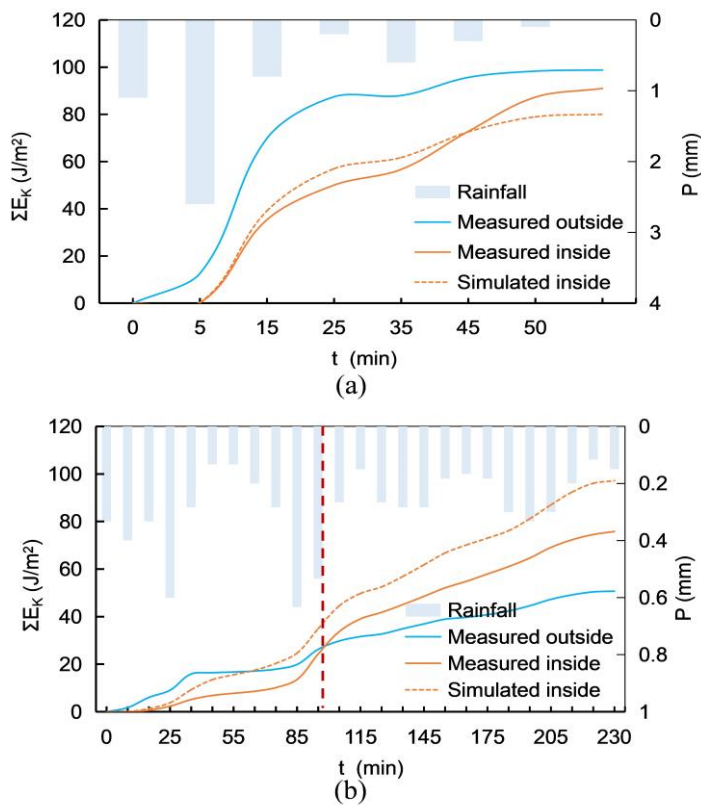 120 0
100
1
80
ΣEK (J/m²) 60 2 P (mm)
Rainfall
40 Measured outside
3
20 Measured inside
Simulated inside
0 4
0 5 15 25 35 45 50
t (min)
(a)
120 0
100 0.2
80
0.4
ΣEK (J/m²) 60 P (mm)
0.6
40 Rainfall
Measured outside
0.8
20 Measured inside
Simulated inside
0 1
0 25 55 85 115 145 175 205 230
t (min)
(b)